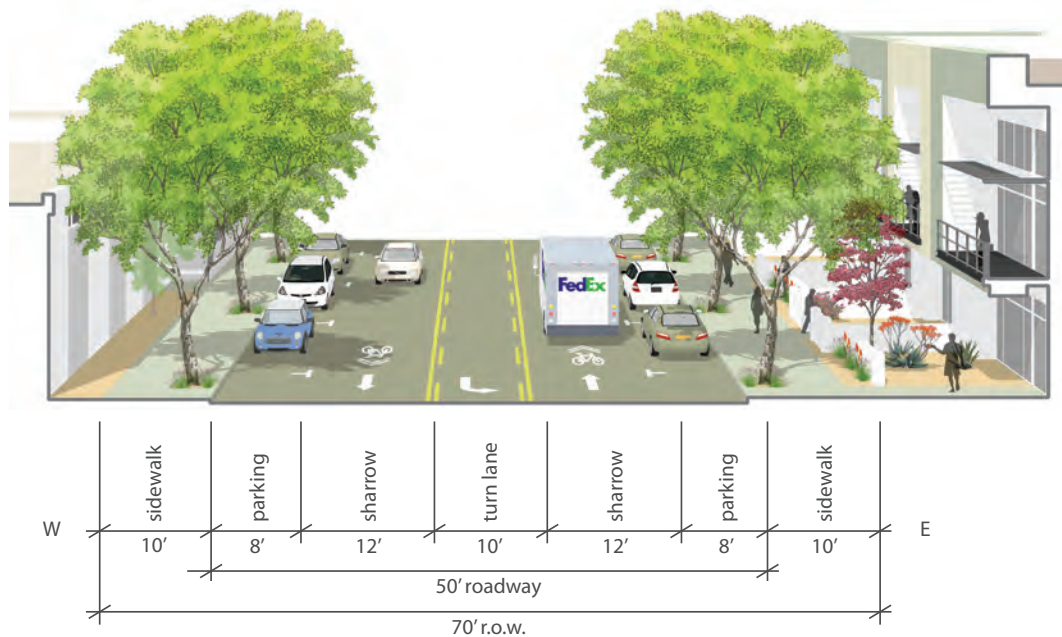 FedEx
sidewalk
parking
sharrow
turn lane
sharrow
parking
sidewalk
W
E
10’
8’
12’
10’
12’
8’
10’
50’ roadway
70’ r.o.w.